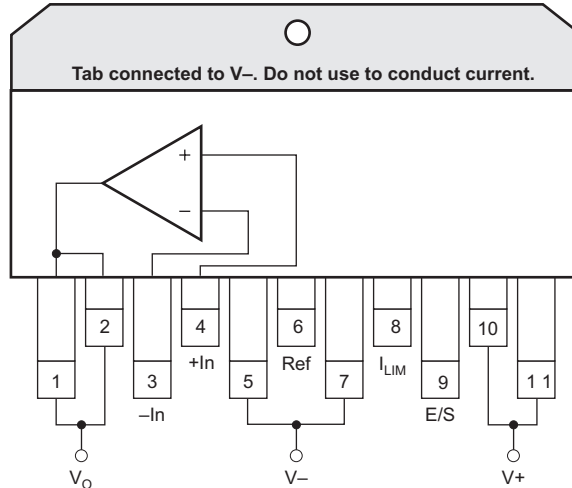 Tab connected to V–. Do not use to conduct current.
+
–
2
4
6
8
10
+In
Ref
I_LIM
1
3
5
7
9
1 1
–In
E/S
V_O
V–
V+